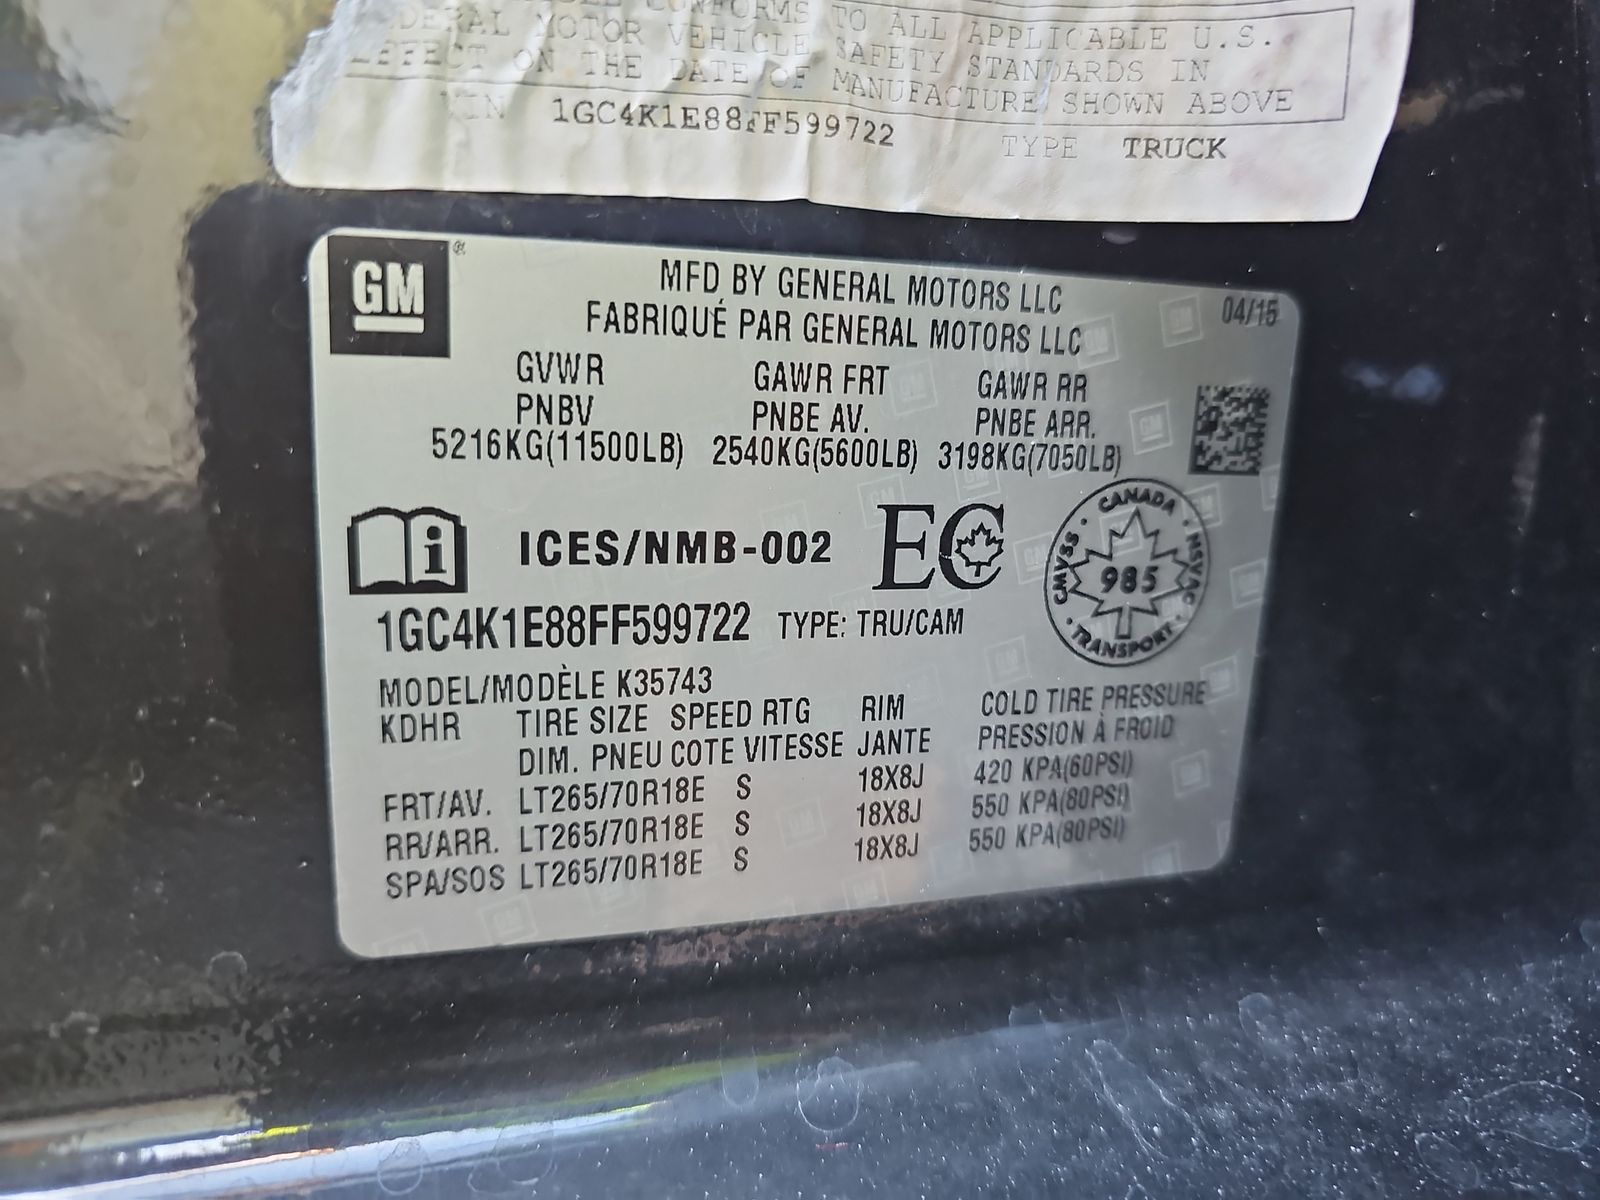 CONFORMS TO ALL APPLICABLE U.S.
MOTOR VEHICLE SAFETY STANDARDS IN
EFFECT ON THE DATE OF MANUFACTURE SHOWN ABOVE
VIN 1GC4K1E88FF599722 TYPE TRUCK
GM ®
MFD BY GENERAL MOTORS LLC
FABRIQUÉ PAR GENERAL MOTORS LLC
04/15
GVWR GAWR FRT GAWR RR
PNBV PNBE AV. PNBE ARR.
5216KG(11500LB) 2540KG(5600LB) 3198KG(7050LB)
i ICES/NMB-002 EC
CANADA · NSVAC · TRANSPORT · CMVSS ·
985
1GC4K1E88FF599722 TYPE: TRU/CAM
MODEL/MODÈLE K35743
KDHR TIRE SIZE SPEED RTG RIM COLD TIRE PRESSURE
DIM. PNEU COTE VITESSE JANTE PRESSION À FROID
FRT/AV. LT265/70R18E S 18X8J 420 KPA(60PSI)
RR/ARR. LT265/70R18E S 18X8J 550 KPA(80PSI)
SPA/SOS LT265/70R18E S 18X8J 550 KPA(80PSI)